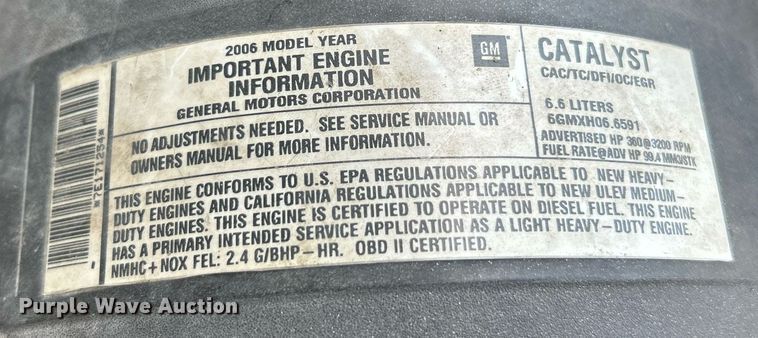 2006 MODEL YEAR
IMPORTANT ENGINE
INFORMATION
GENERAL MOTORS CORPORATION
GM
CATALYST
CAC/TC/DFI/OC/EGR
NO ADJUSTMENTS NEEDED. SEE SERVICE MANUAL OR
OWNERS MANUAL FOR MORE INFORMATION.
6.6 LITERS
6GMXH06.6591
ADVERTISED HP 360@3200 RPM
FUEL RATE@ADV HP 99.4 MM3/STK
THIS ENGINE CONFORMS TO U.S. EPA REGULATIONS APPLICABLE TO NEW HEAVY-
DUTY ENGINES AND CALIFORNIA REGULATIONS APPLICABLE TO NEW ULEV MEDIUM-
DUTY ENGINES. THIS ENGINE IS CERTIFIED TO OPERATE ON DIESEL FUEL. THIS ENGINE
HAS A PRIMARY INTENDED SERVICE APPLICATION AS A LIGHT HEAVY-DUTY ENGINE.
NMHC+NOX FEL: 2.4 G/BHP-HR. OBD II CERTIFIED.
Purple Wave Auction